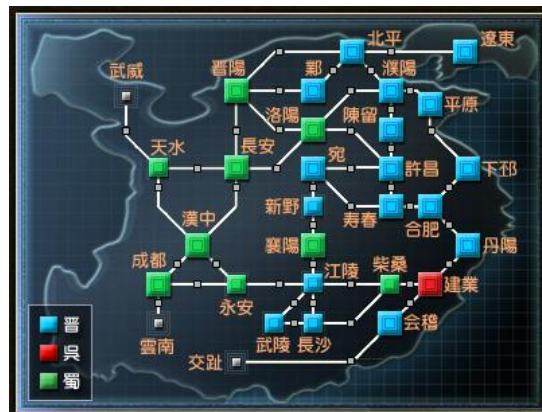 北平
遼東
武威
晋陽
鄴
濮陽
洛陽
陳留
平原
天水
長安
宛
許昌
下邳
新野
寿春
合肥
漢中
襄陽
丹陽
成都
江陵
柴桑
建業
永安
晋
呉
蜀
雲南
武陵
長沙
会稽
交趾